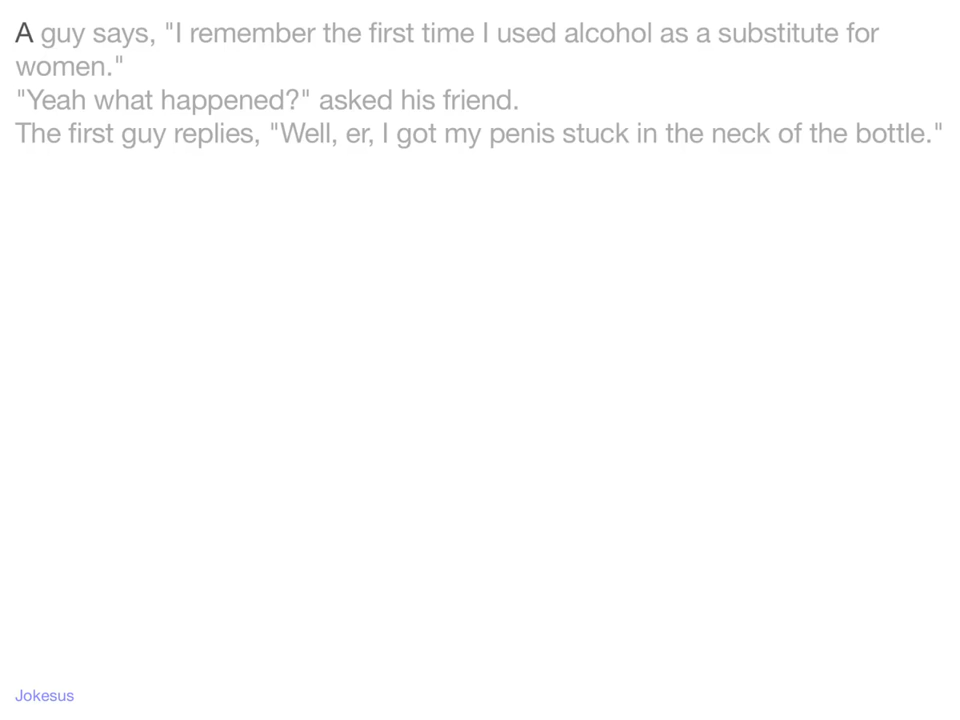 A guy says, "I remember the first time I used alcohol as a substitute for
women."
"Yeah what happened?" asked his friend.
The first guy replies, "Well, er, I got my penis stuck in the neck of the bottle."
Jokesus